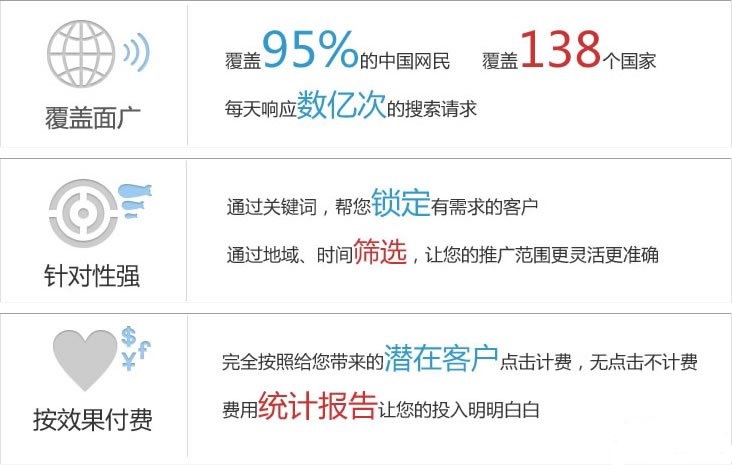 覆盖面广
覆盖95%的中国网民 覆盖138个国家
每天响应数亿次的搜索请求
针对性强
通过关键词，帮您锁定有需求的客户
通过地域、时间筛选，让您的推广范围更灵活更准确
$
¥f
按效果付费
完全按照给您带来的潜在客户点击计费，无点击不计费
费用统计报告让您的投入明明白白